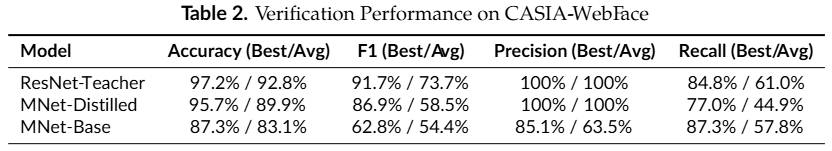 Table 2. Verification Performance on CASIA-WebFace
Model Accuracy (Best/Avg) F1 (Best/Avg) Precision (Best/Avg) Recall (Best/Avg)
ResNet-Teacher 97.2% / 92.8% 91.7% / 73.7% 100% / 100% 84.8% / 61.0%
MNet-Distilled 95.7% / 89.9% 86.9% / 58.5% 100% / 100% 77.0% / 44.9%
MNet-Base 87.3% / 83.1% 62.8% / 54.4% 85.1% / 63.5% 87.3% / 57.8%